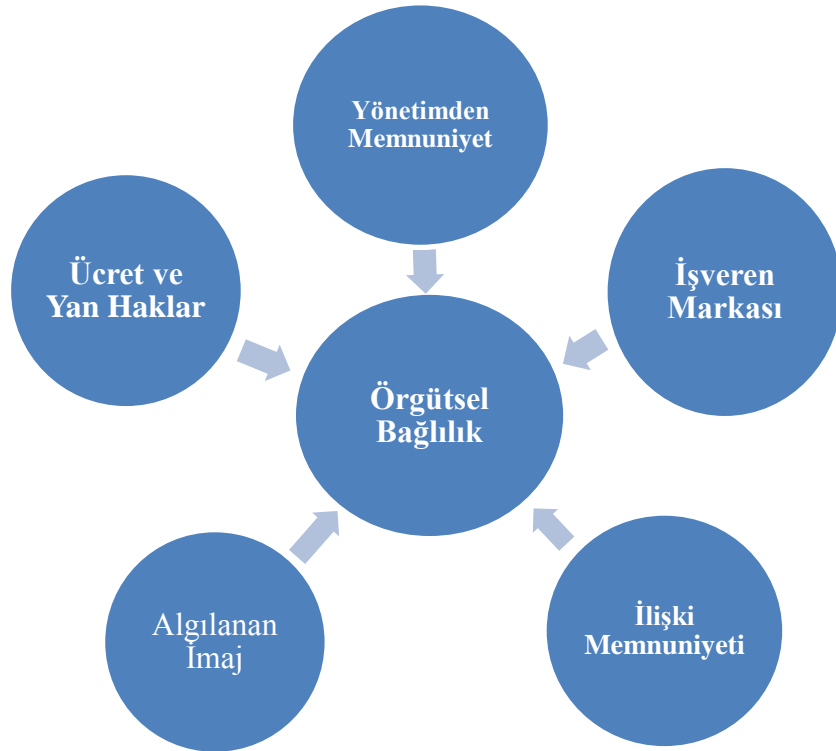 Yönetimden
Memnuniyet
Ücret ve
Yan Haklar
İşveren
Markası
Örgütsel
Bağlılık
Algılanan
İmaj
İlişki
Memnuniyeti